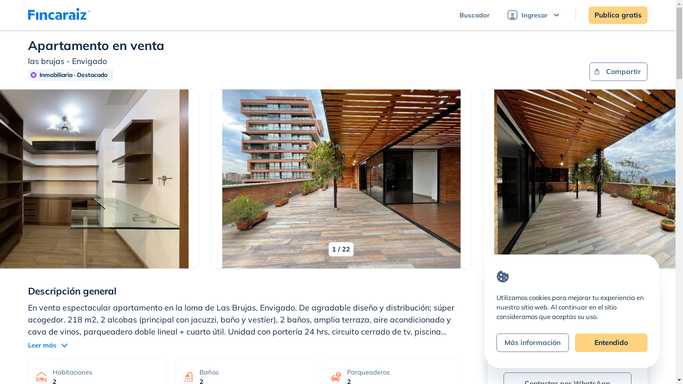 Fincaraiz
Buscador
Ingresar
Publica gratis
Apartamento en venta
las brujas - Envigado
Inmobiliaria - Destacado
Compartir
1 / 22
Descripción general
En venta espectacular apartamento en la loma de Las Brujas, Envigado. De agradable diseño y distribución; súper
acogedor. 218 m2, 2 alcobas (principal con jacuzzi, baño y vestier), 2 baños, amplia terraza, aire acondicionado y
cava de vinos, parqueadero doble lineal + cuarto útil. Unidad con portería 24 hrs, circuito cerrado de tv, piscina...
Leer más
Habitaciones
2
Baños
2
Parqueaderos
2
Utilizamos cookies para mejorar tu experiencia en
nuestro sitio web. Al continuar en el sitio
consideramos que aceptas su uso.
Más información
Entendido
Contactar por WhatsApp